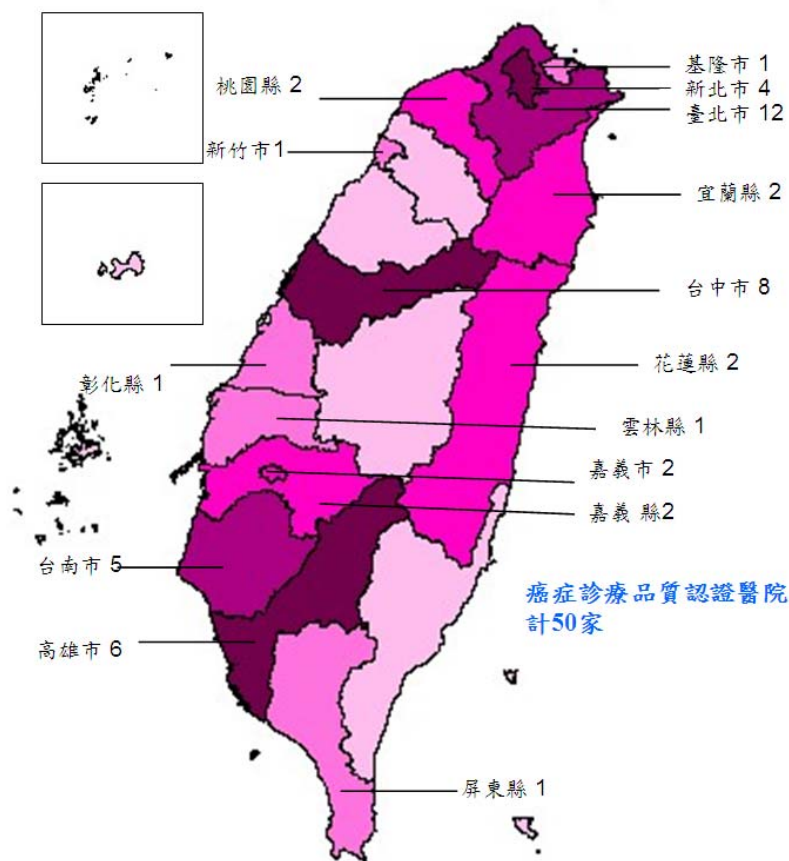 基隆市 1
桃園縣 2
新北市 4
臺北市 12
新竹市1
宜蘭縣 2
台中市 8
花蓮縣 2
彰化縣 1
雲林縣 1
嘉義市 2
嘉義 縣2
台南市 5
癌症診療品質認證醫院
計50家
高雄市 6
屏東縣 1